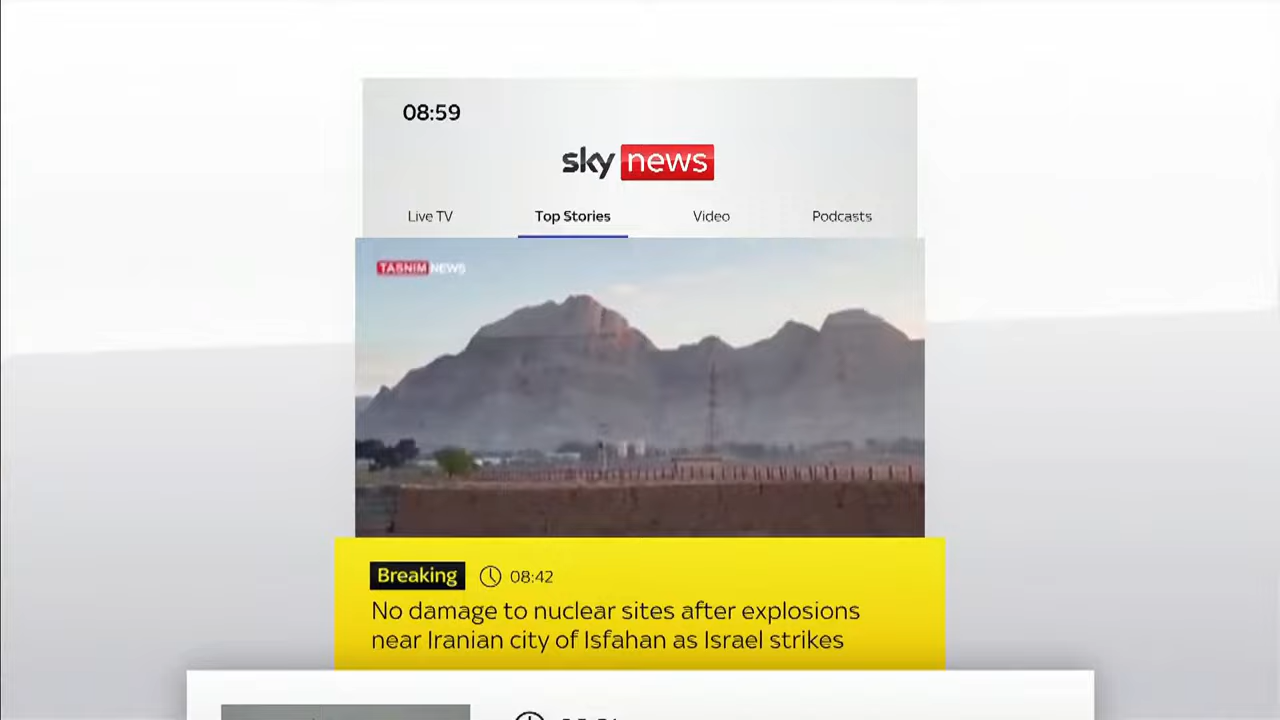 08:59
sky news
Live TV Top Stories Video Podcasts
TASNIM NEWS
Breaking 08:42
No damage to nuclear sites after explosions
near Iranian city of Isfahan as Israel strikes